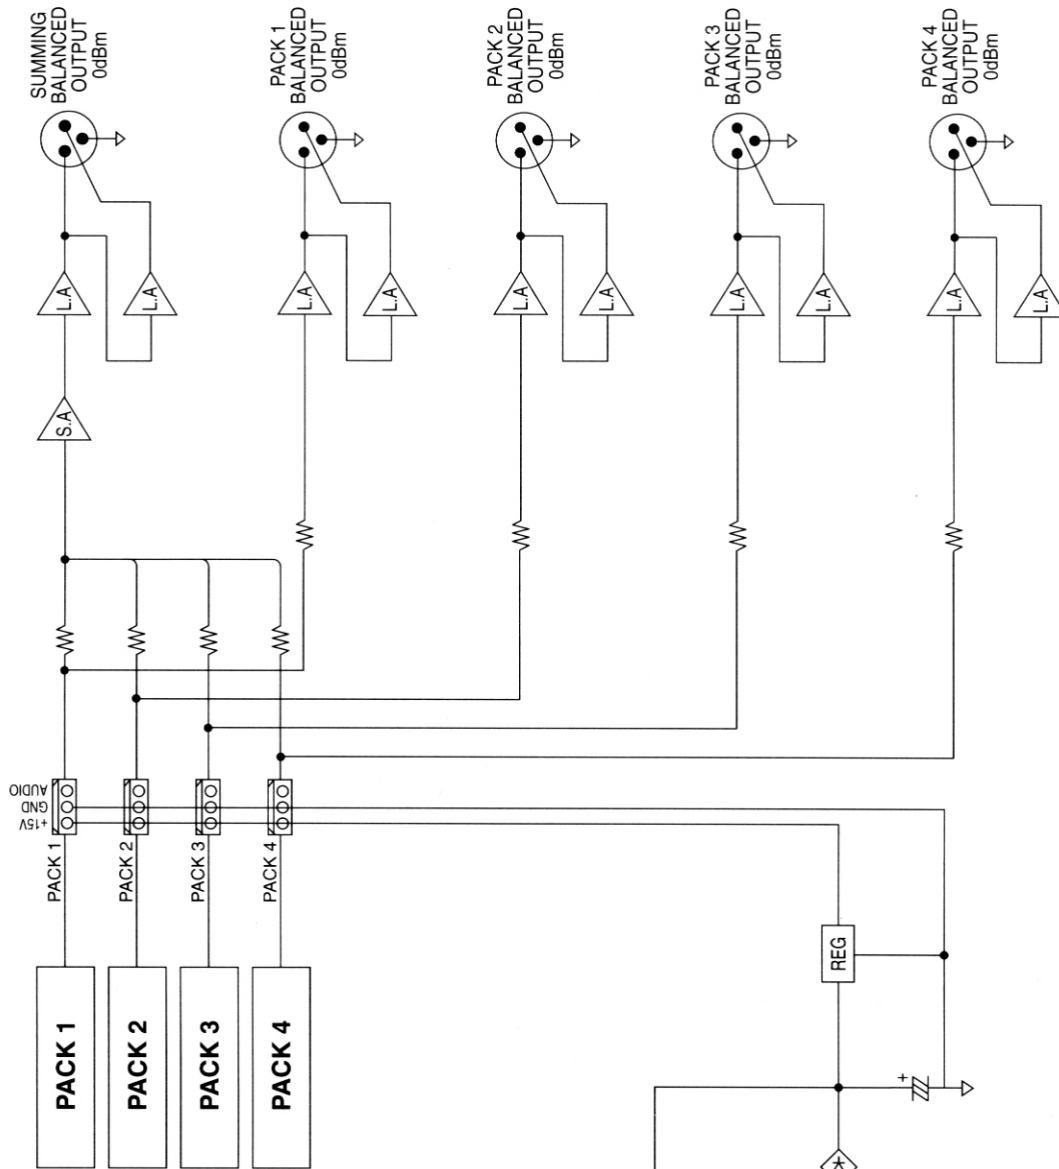 SUMMING
BALANCED
OUTPUT
0dBm
PACK 1
BALANCED
OUTPUT
0dBm
PACK 2
BALANCED
OUTPUT
0dBm
PACK 3
BALANCED
OUTPUT
0dBm
PACK 4
BALANCED
OUTPUT
0dBm
L.A
L.A
L.A
L.A
L.A
L.A
L.A
L.A
L.A
L.A
S.A
AUDIO
GND
+15V
PACK 1
PACK 2
PACK 3
PACK 4
REG
PACK 1
PACK 2
PACK 3
PACK 4
+